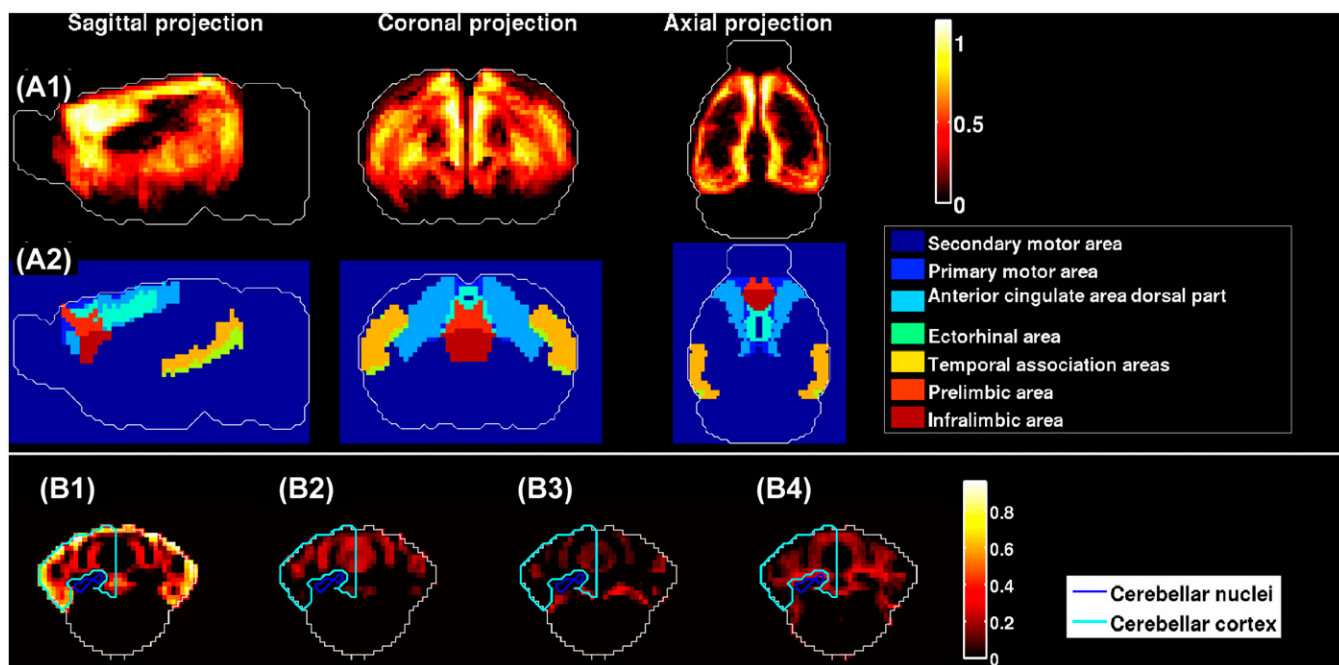 Sagittal projection Coronal projection Axial projection
(A1)
1
0.5
0
(A2)
Secondary motor area
Primary motor area
Anterior cingulate area dorsal part
Ectorhinal area
Temporal association areas
Prelimbic area
Infralimbic area
(B1) (B2) (B3) (B4)
0.8
0.6
0.4
0.2
0
Cerebellar nuclei
Cerebellar cortex